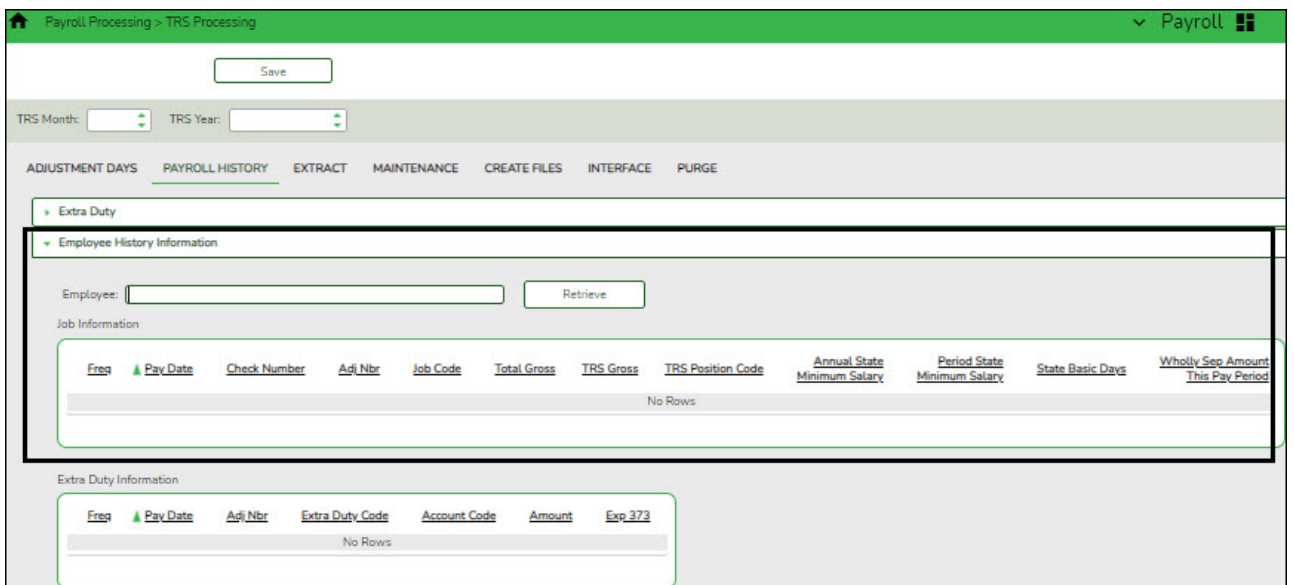 Payroll Processing > TRS Processing Payroll
Save
TRS Month: TRS Year:
ADJUSTMENT DAYS PAYROLL HISTORY EXTRACT MAINTENANCE CREATE FILES INTERFACE PURGE
Extra Duty
Employee History Information
Employee: Retrieve
Job Information
Freq Pay Date Check Number Adj Nbr Job Code Total Gross TRS Gross TRS Position Code Annual State Minimum Salary Period State Minimum Salary State Basic Days Wholly Sep Amount This Pay Period
No Rows
Extra Duty Information
Freq Pay Date Adj Nbr Extra Duty Code Account Code Amount Exp 373
No Rows